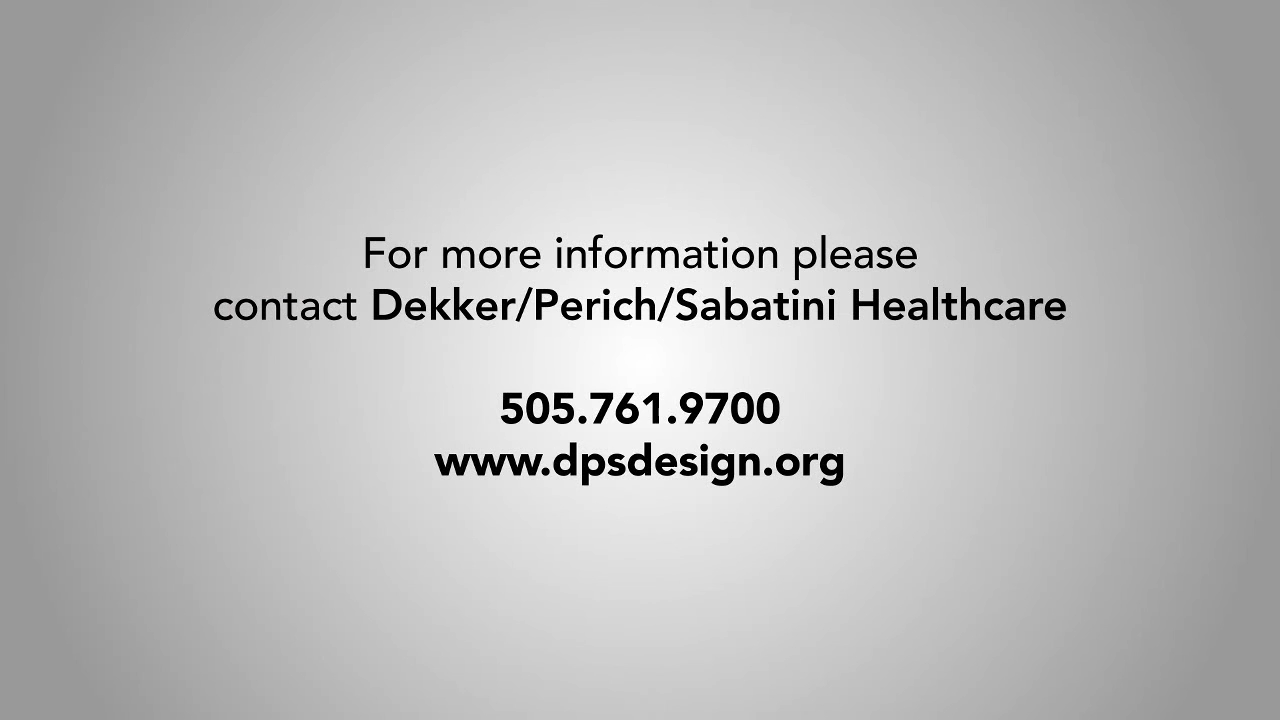 For more information please
contact Dekker/Perich/Sabatini Healthcare
505.761.9700
www.dpsdesign.org